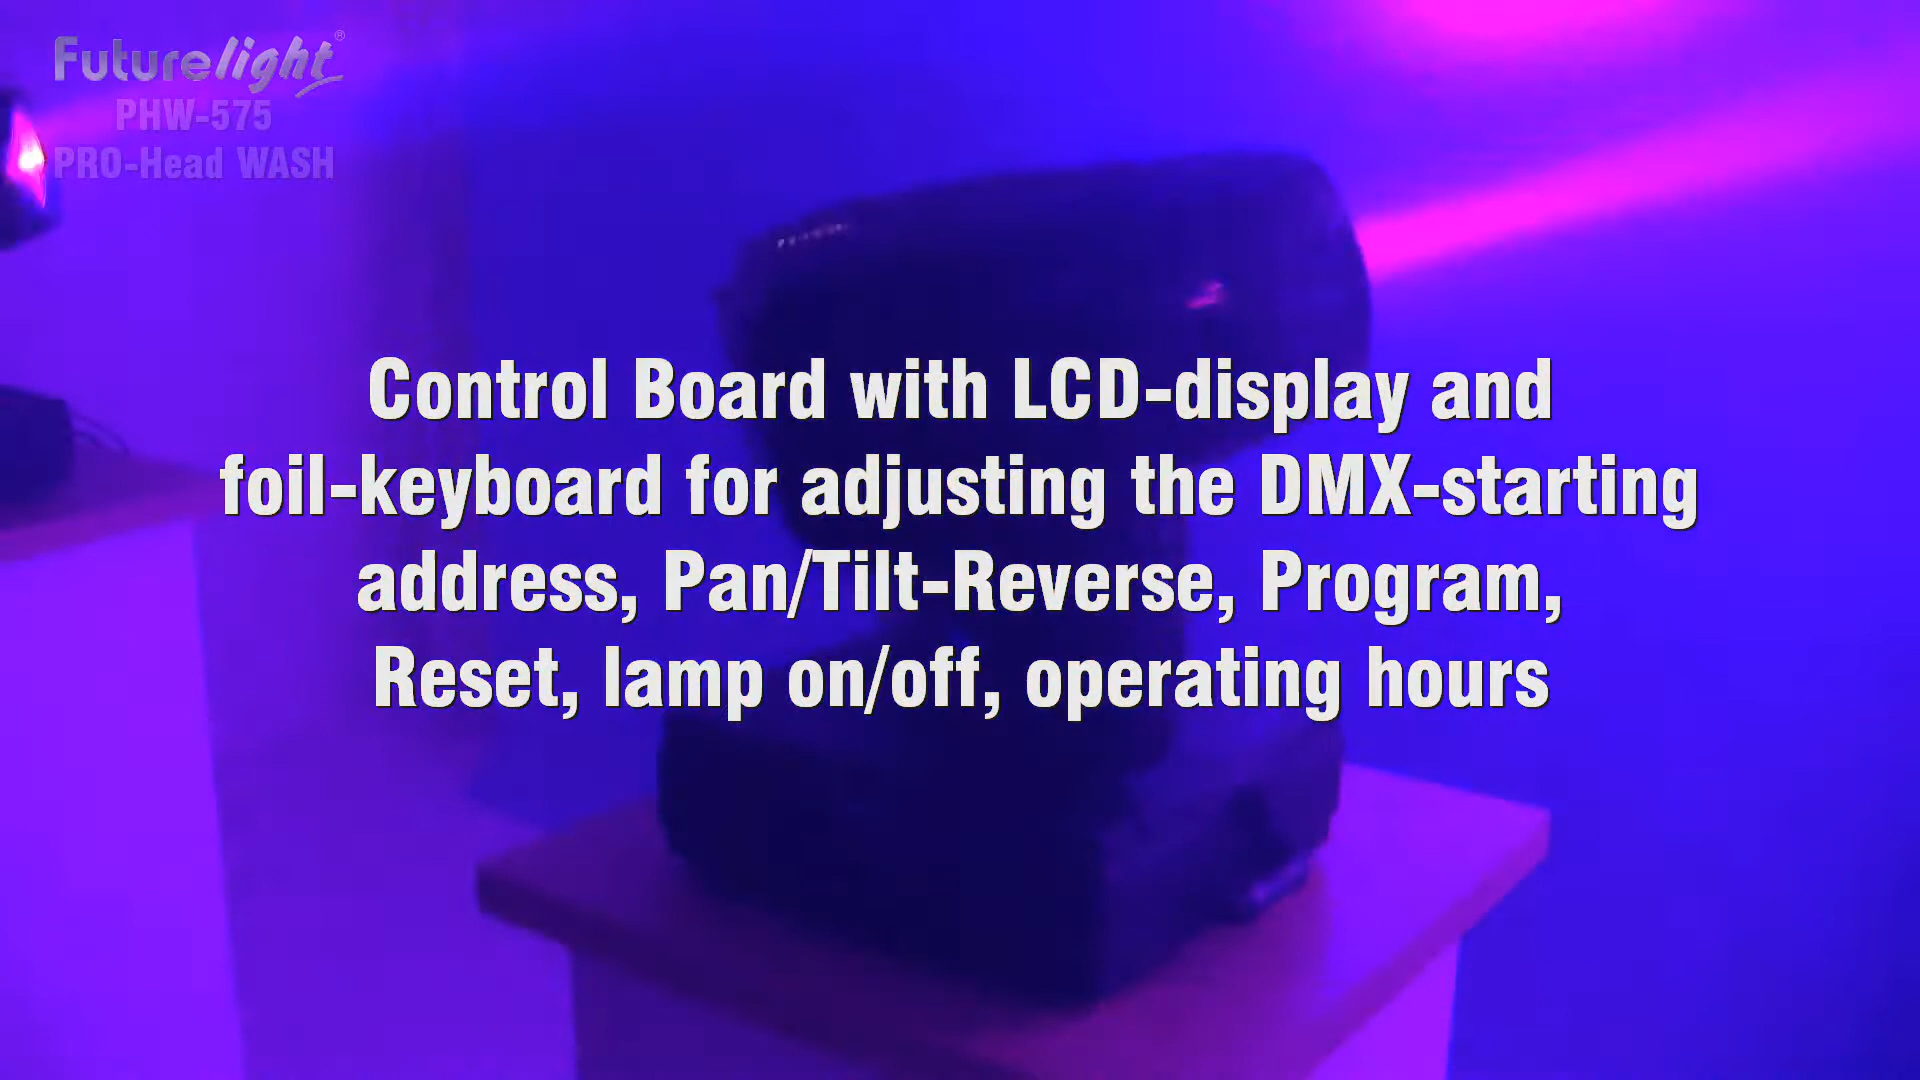 Futurelight®
PHW-575
PRO-Head WASH
Control Board with LCD-display and
foil-keyboard for adjusting the DMX-starting
address, Pan/Tilt-Reverse, Program,
Reset, lamp on/off, operating hours